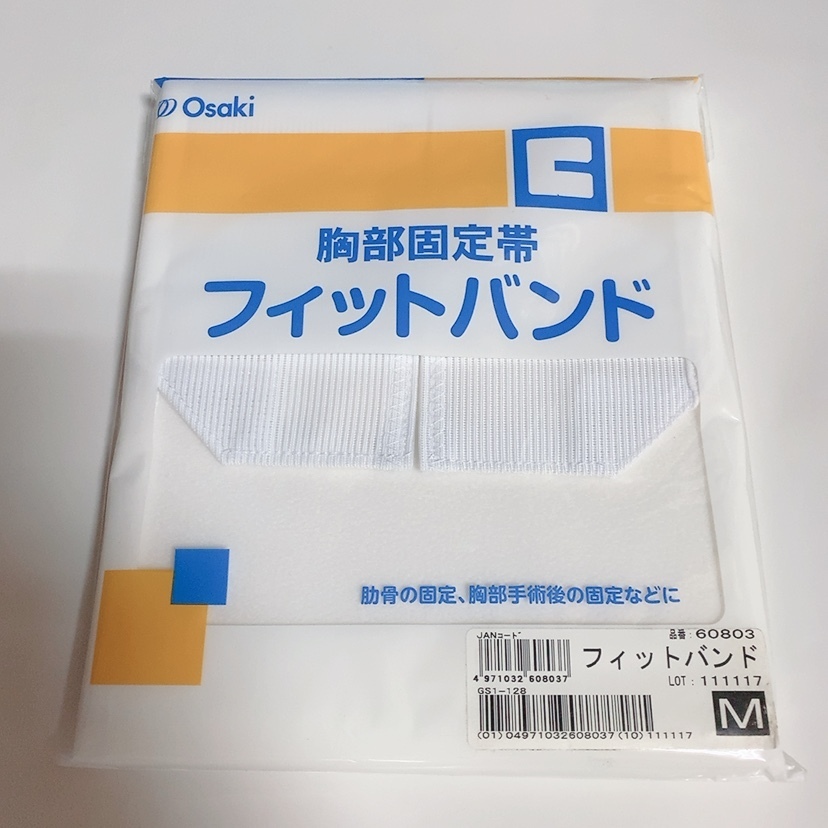 Osaki
胸部固定帯
フィットバンド
肋骨の固定、胸部手術後の固定などに
JANコード 品番:60803
フィットバンド
4 971032 608037 LOT:111117
GS1-128
M
(01)04971032608037(10)111117